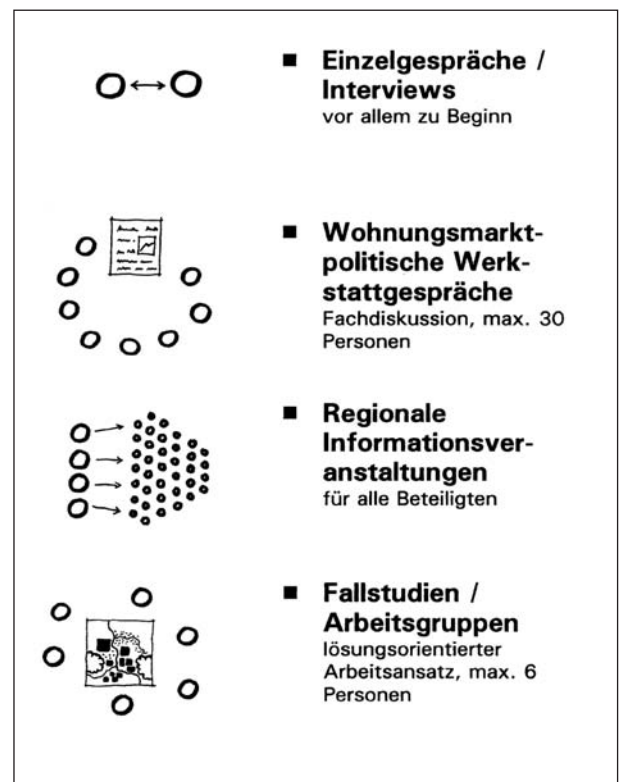 ■ Einzelgespräche /
Interviews
vor allem zu Beginn
■ Wohnungsmarkt-
politische Werk-
stattgespräche
Fachdiskussion, max. 30
Personen
■ Regionale
Informationsver-
anstaltungen
für alle Beteiligten
■ Fallstudien /
Arbeitsgruppen
lösungsorientierter
Arbeitsansatz, max. 6
Personen